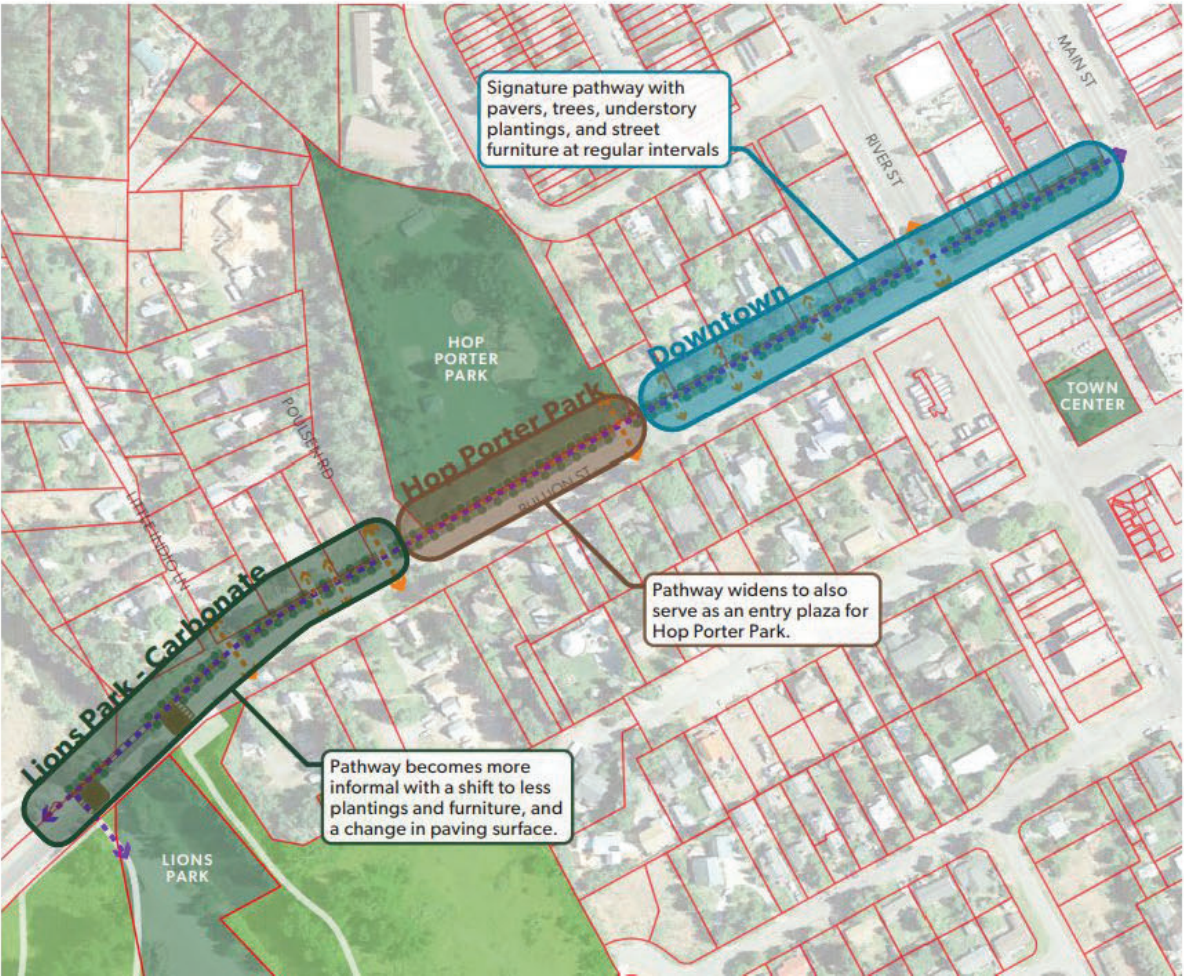 MAIN ST
Signature pathway with
pavers, trees, understory
plantings, and street
furniture at regular intervals
RIVER ST
Downtown
HOP
PORTER
PARK
TOWN
CENTER
Hop Porter Park
POULSEN RD
BULLION ST
LITTLE INDIO LN
Lions Park - Carbonate
Pathway widens to also
serve as an entry plaza for
Hop Porter Park.
Pathway becomes more
informal with a shift to less
plantings and furniture, and
a change in paving surface.
LIONS
PARK